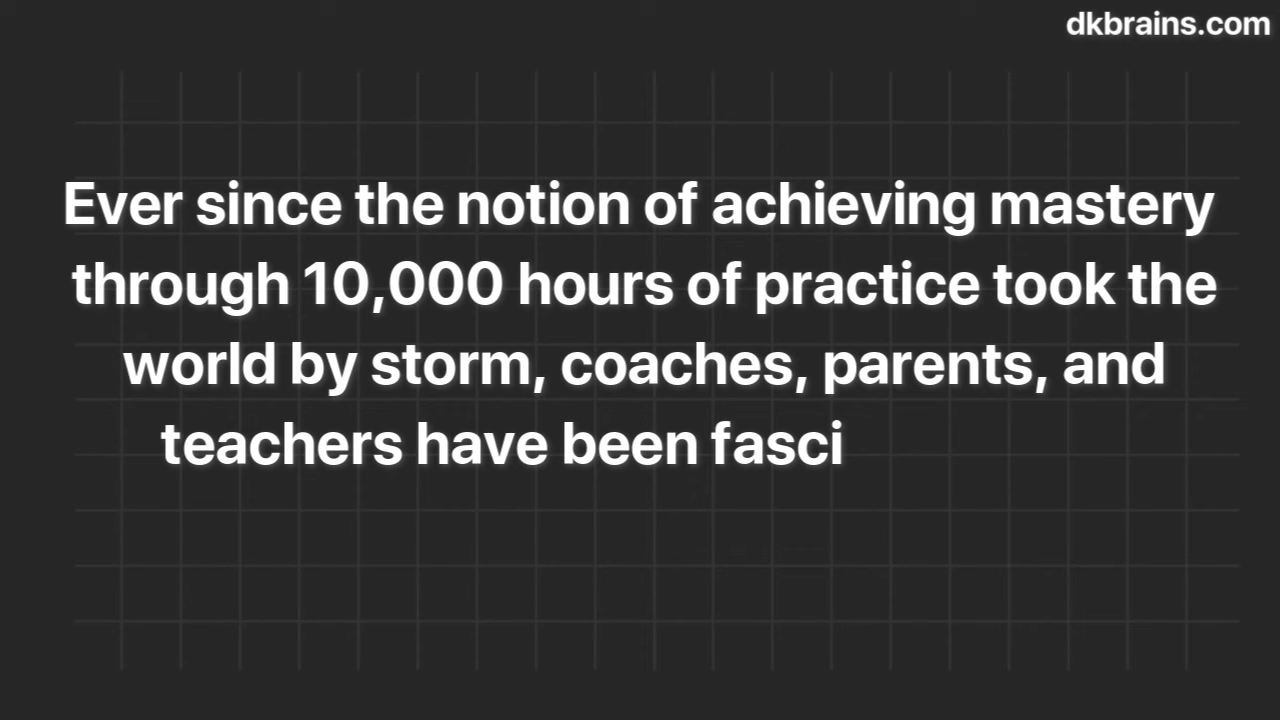 dkbrains.com
Ever since the notion of achieving mastery
through 10,000 hours of practice took the
world by storm, coaches, parents, and
teachers have been fasci